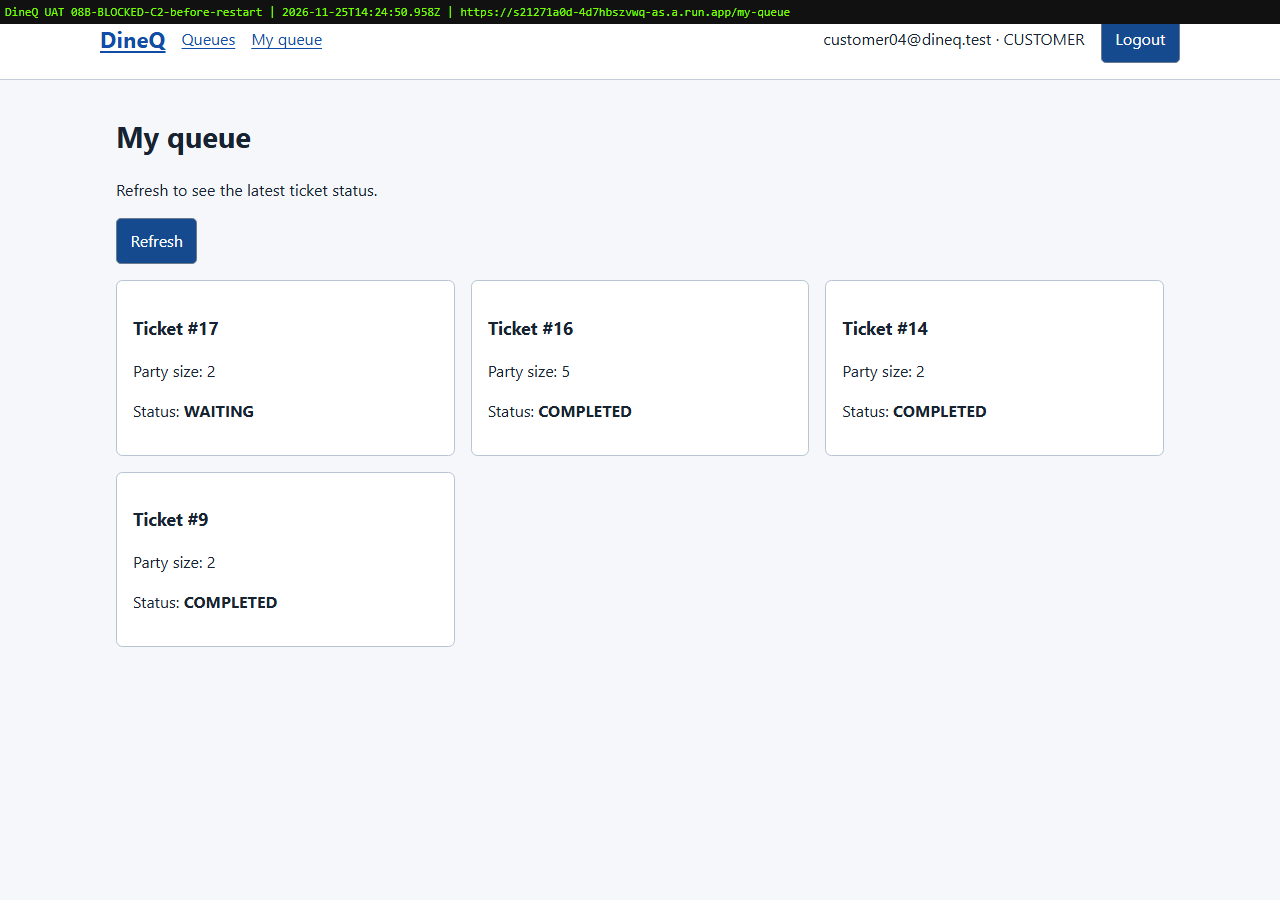 DineQ UAT 08B-BLOCKED-C2-before-restart | 2026-11-25T14:24:50.958Z | https://s21271a0d-4d7hbszvwq-as.a.run.app/my-queue
DineQ Queues My queue customer04@dineq.test · CUSTOMER Logout
My queue
Refresh to see the latest ticket status.
Refresh
Ticket #17
Party size: 2
Status: WAITING
Ticket #16
Party size: 5
Status: COMPLETED
Ticket #14
Party size: 2
Status: COMPLETED
Ticket #9
Party size: 2
Status: COMPLETED